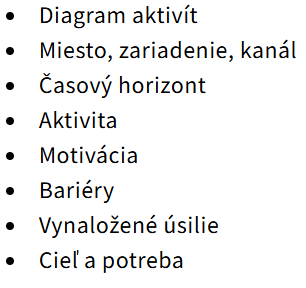 • Diagram aktivít
• Miesto, zariadenie, kanál
• Časový horizont
• Aktivita
• Motivácia
• Bariéry
• Vynaložené úsilie
• Cieľ a potreba